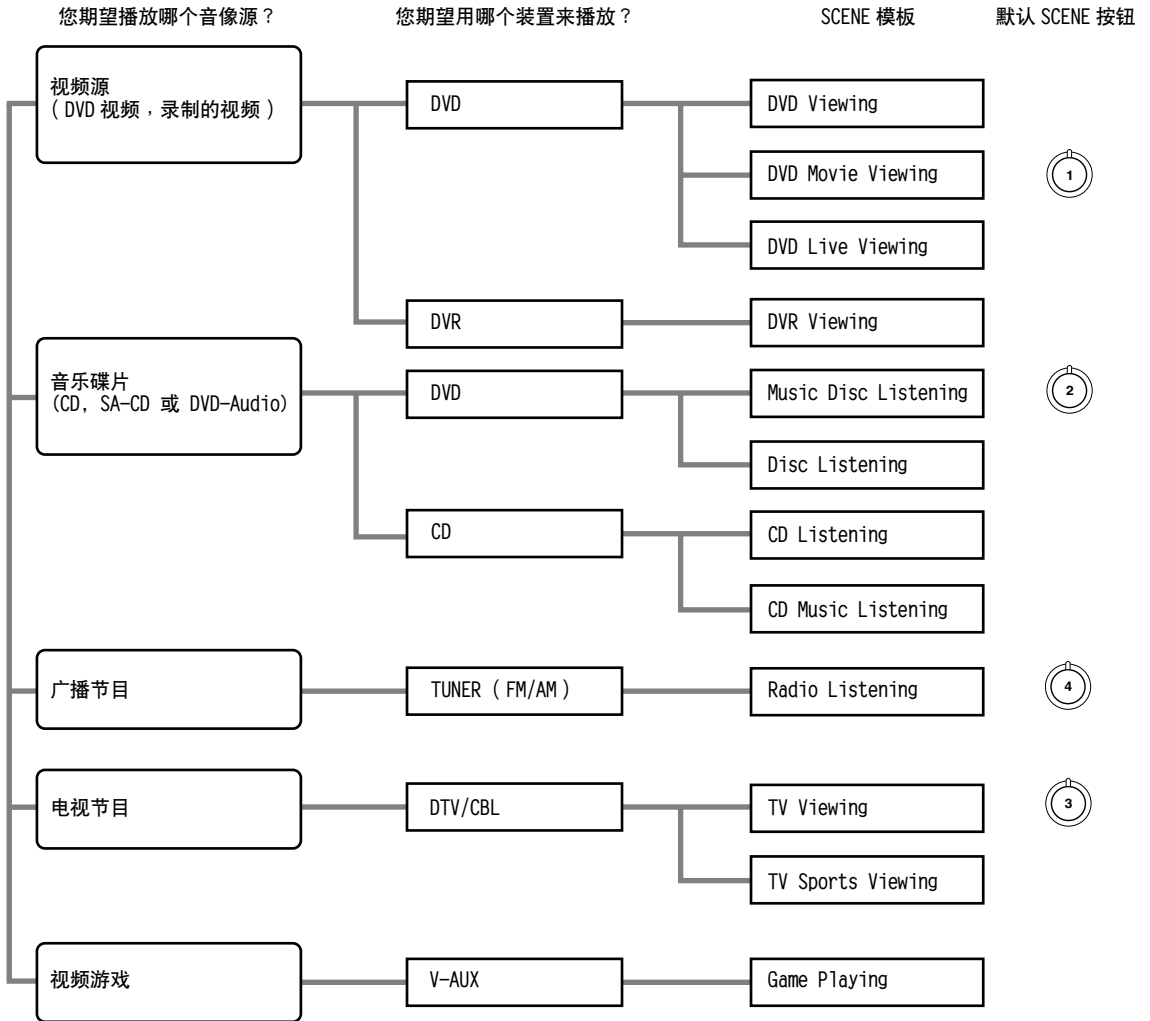 您期望播放哪个音像源？
您期望用哪个装置来播放？
SCENE 模板
默认 SCENE 按钮
视频源
（DVD 视频，录制的视频）
DVD
DVD Viewing
DVD Movie Viewing
1
DVD Live Viewing
DVR
DVR Viewing
音乐碟片
(CD, SA-CD 或 DVD-Audio)
DVD
Music Disc Listening
2
Disc Listening
CD
CD Listening
CD Music Listening
广播节目
TUNER（FM/AM）
Radio Listening
4
电视节目
DTV/CBL
TV Viewing
3
TV Sports Viewing
视频游戏
V-AUX
Game Playing